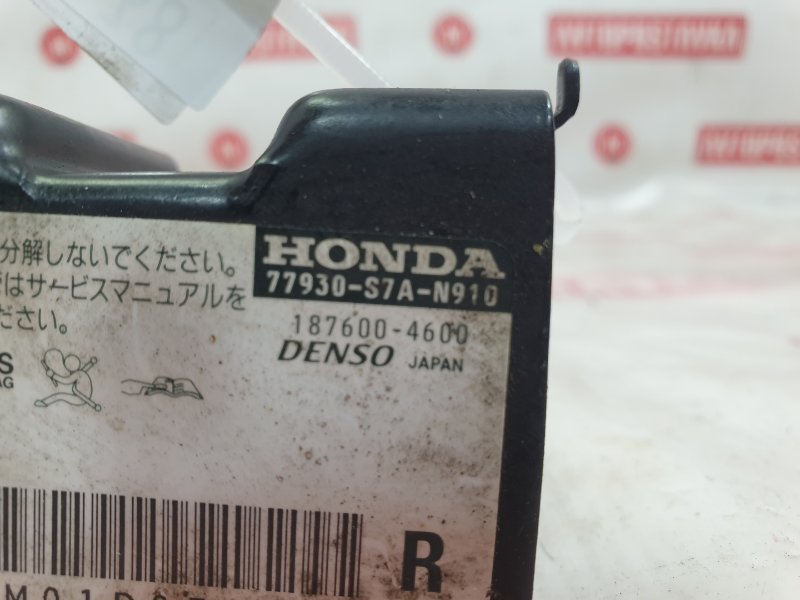 分解しないでください。
はサービスマニュアルを
ださい。
HONDA
77930-S7A-N910
187600-4600
DENSO JAPAN
S
AG
R